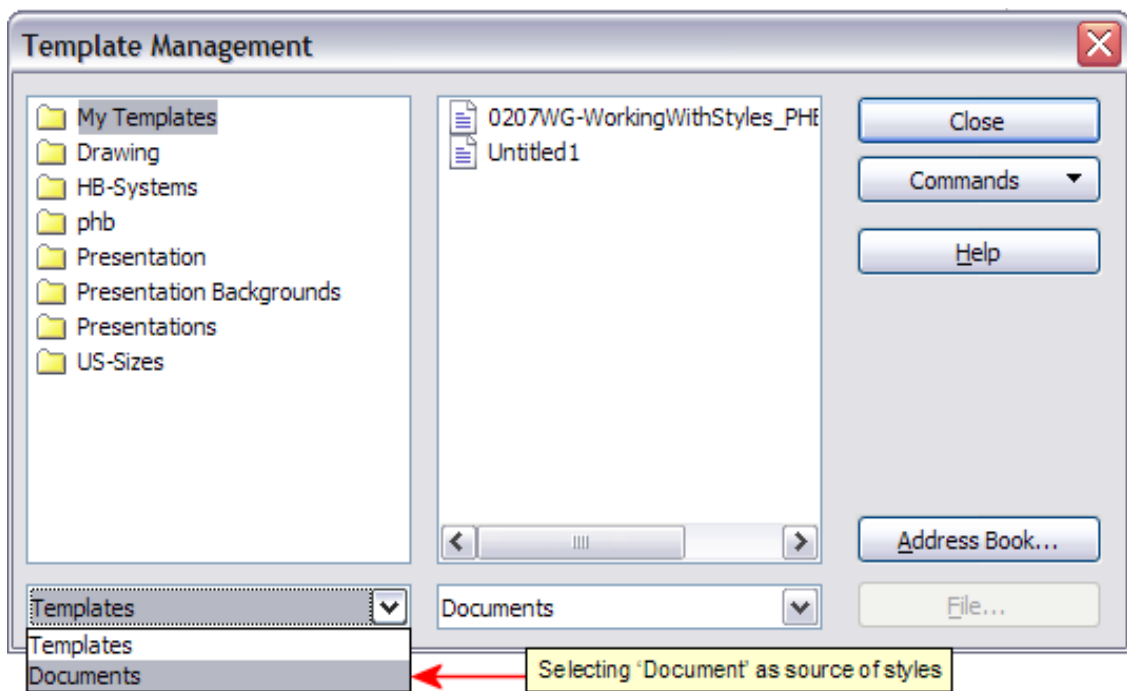 Template Management
My Templates
Drawing
HB-Systems
phb
Presentation
Presentation Backgrounds
Presentations
US-Sizes
0207WG-WorkingWithStyles_PHB
Untitled1
Close
Commands
Help
Address Book...
File...
Templates
Documents
Templates
Documents
Selecting ‘Document’ as source of styles